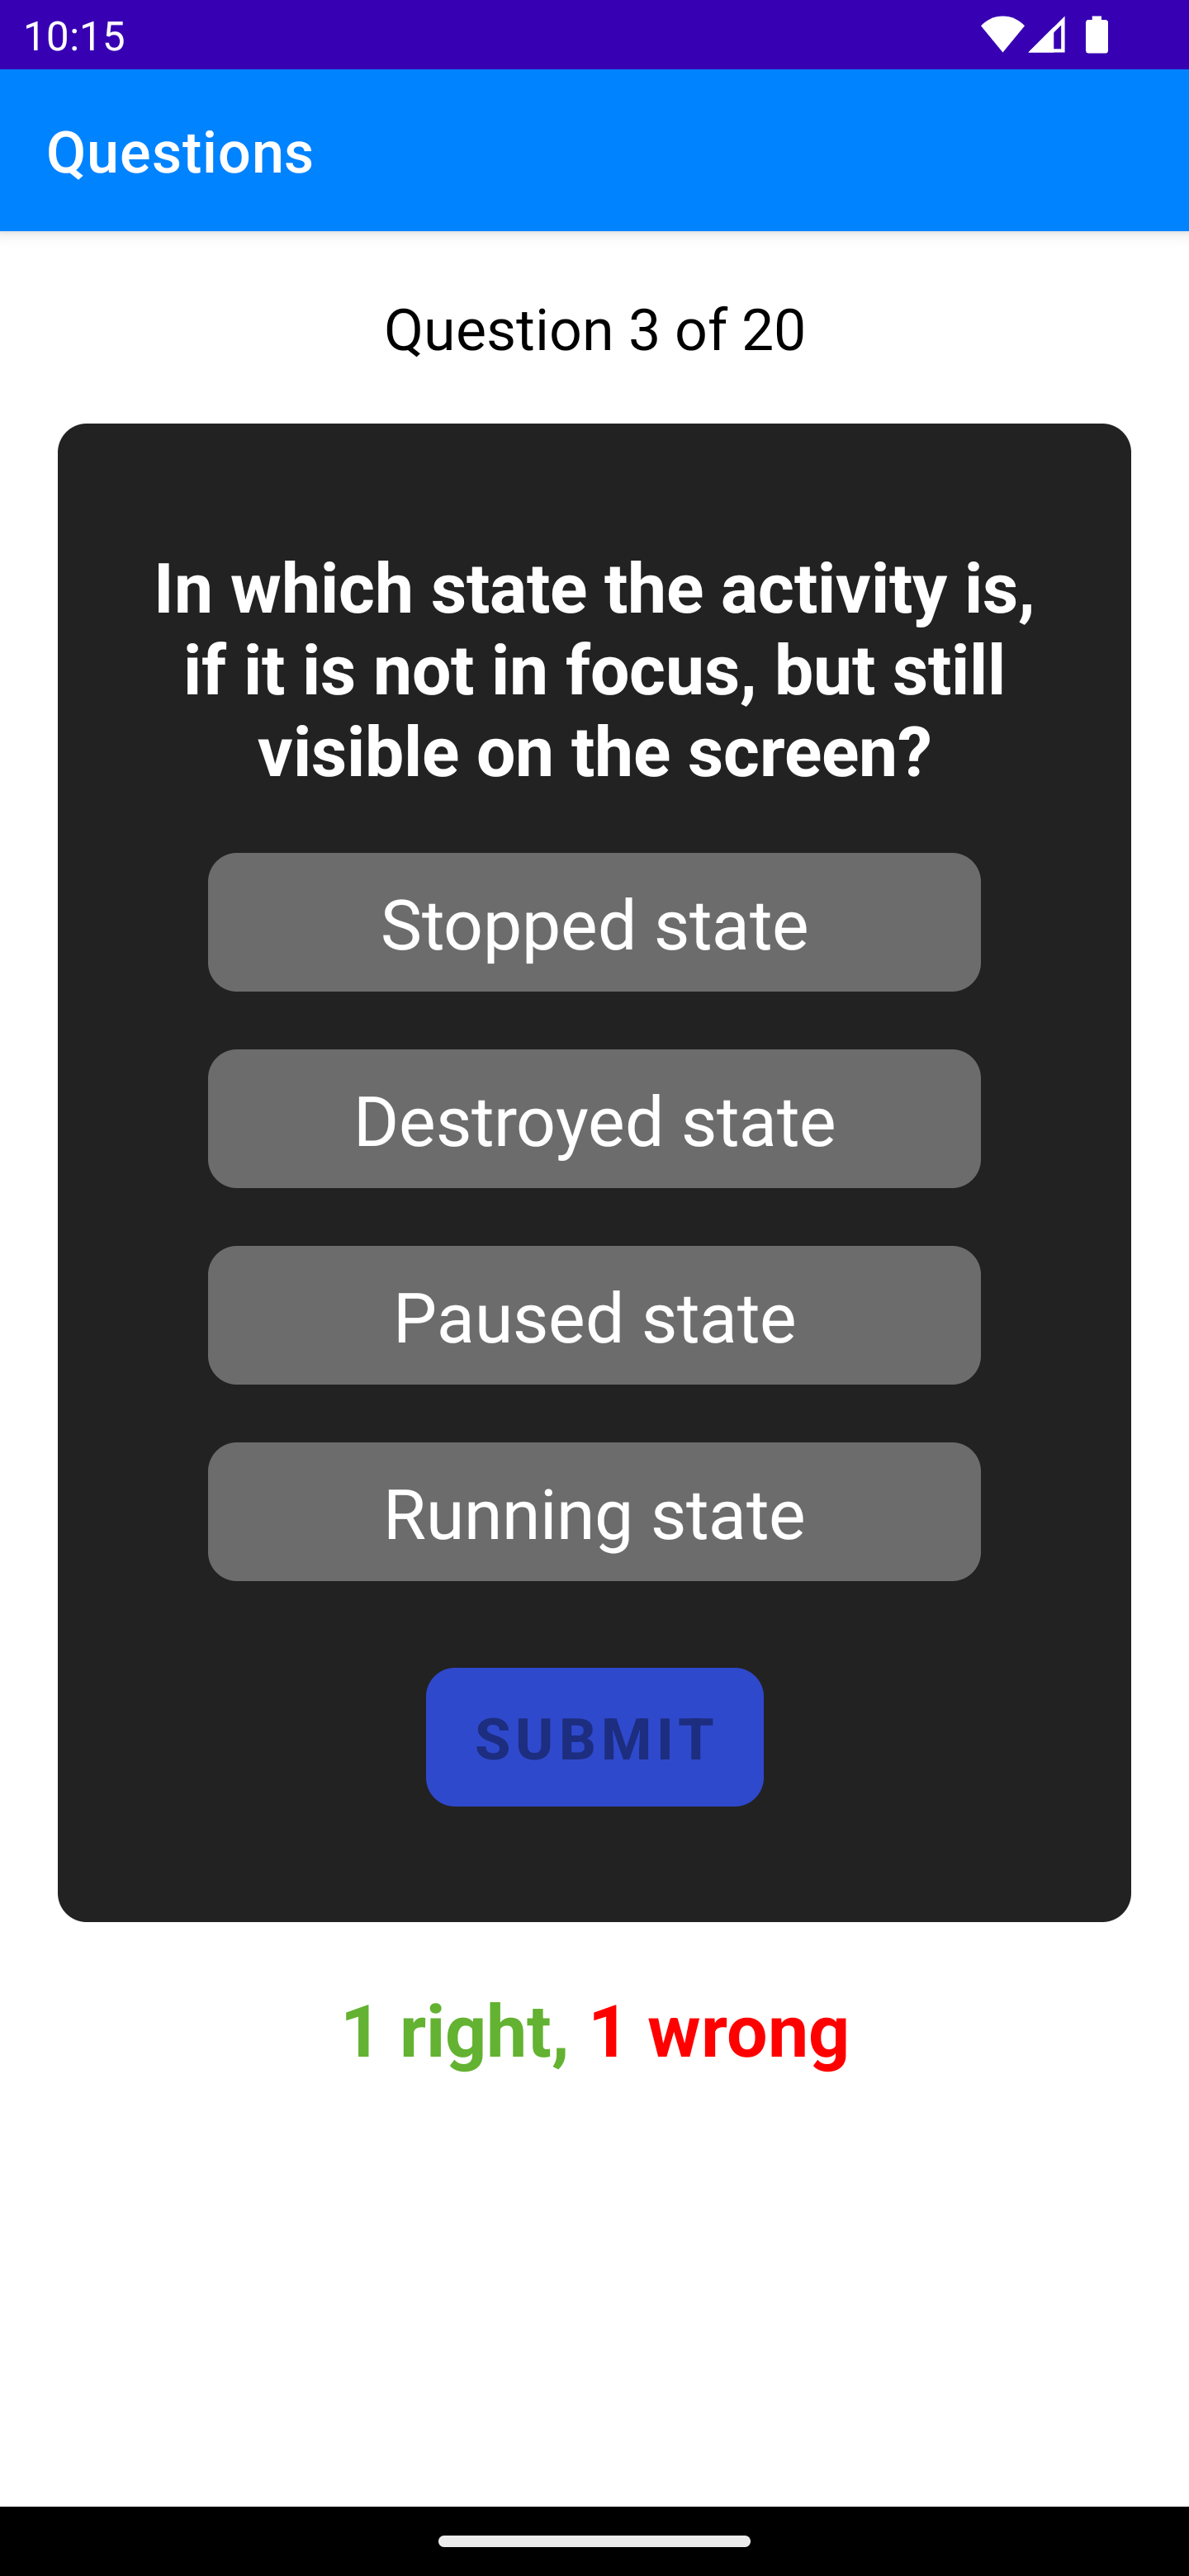 10:15
Questions
Question 3 of 20
In which state the activity is,
if it is not in focus, but still
visible on the screen?
Stopped state
Destroyed state
Paused state
Running state
SUBMIT
1 right, 1 wrong